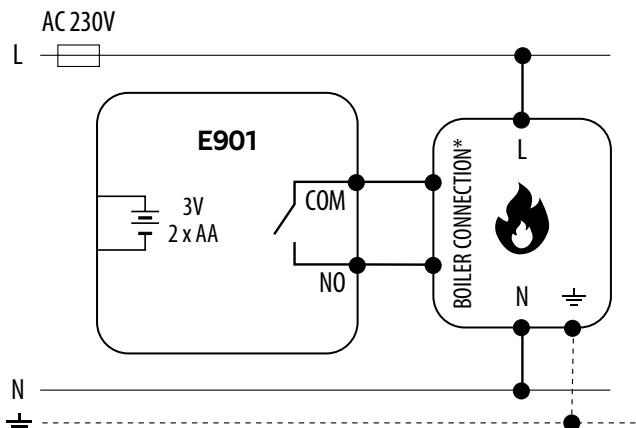 AC 230V
L
E901
3V
2 x AA
COM
NO
BOILER CONNECTION*
L
N
N